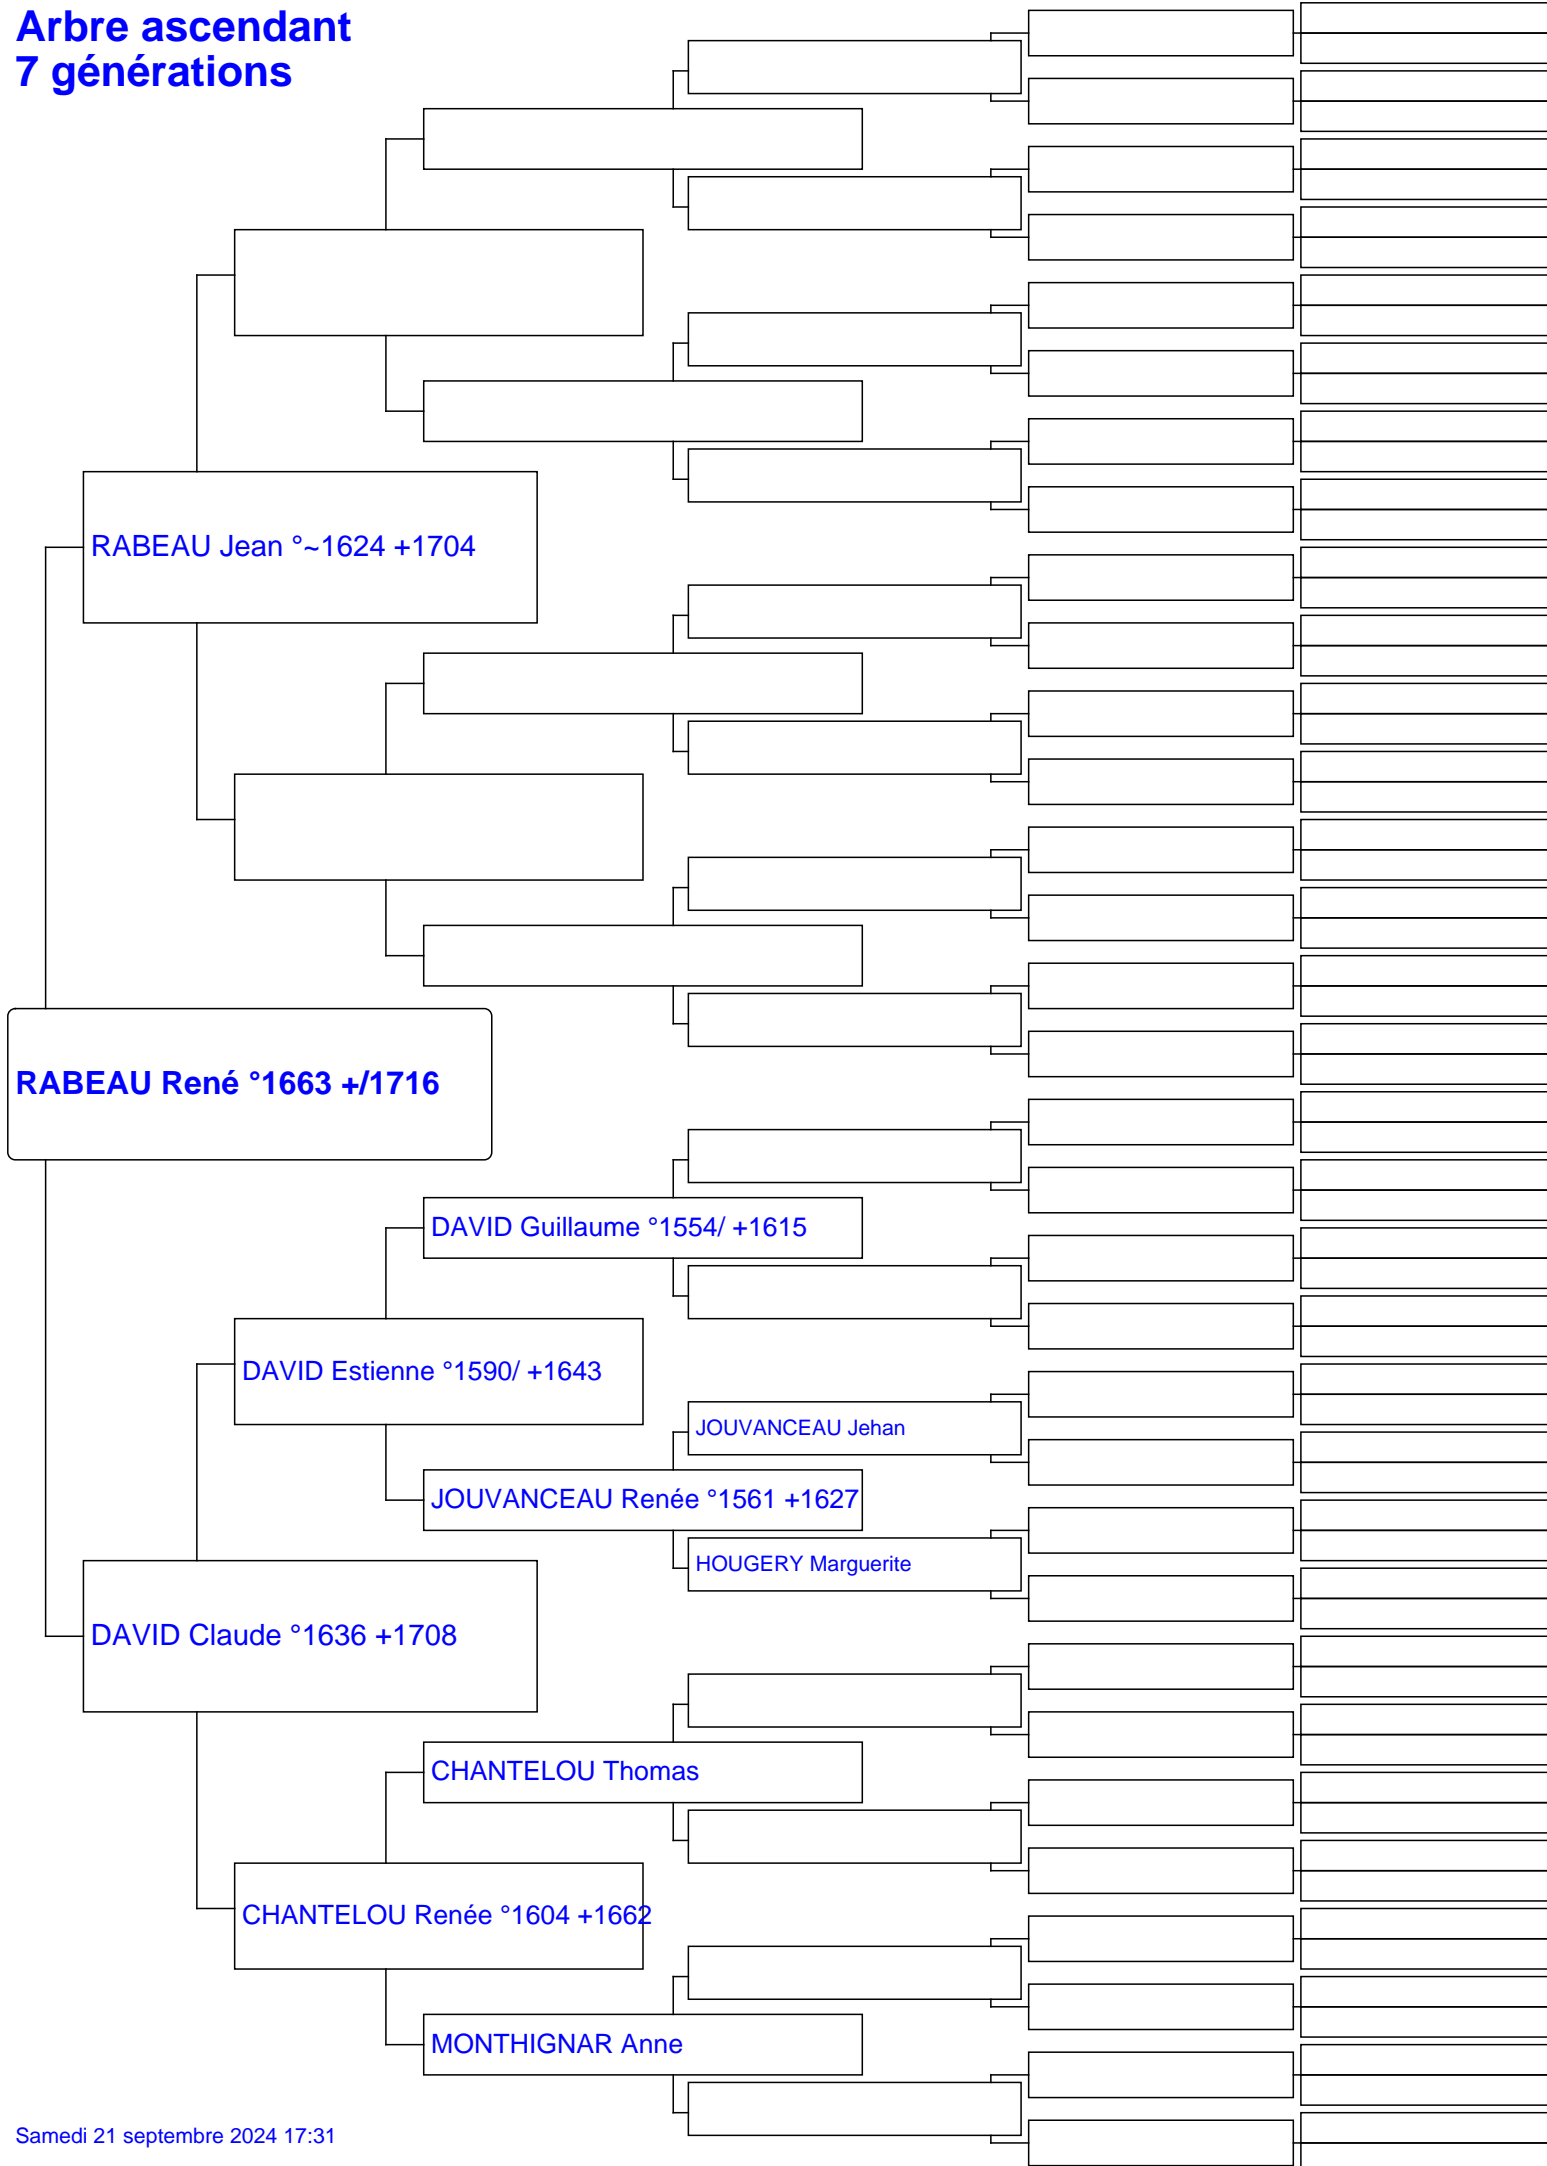 Arbre ascendant
7 générations
RABEAU Jean °~1624 +1704
RABEAU René °1663 +/1716
DAVID Guillaume °1554/ +1615
DAVID Estienne °1590/ +1643
JOUVANCEAU Jehan
JOUVANCEAU Renée °1561 +1627
HOUGERY Marguerite
DAVID Claude °1636 +1708
CHANTELOU Thomas
CHANTELOU Renée °1604 +1662
MONTHIGNAR Anne
Samedi 21 septembre 2024 17:31